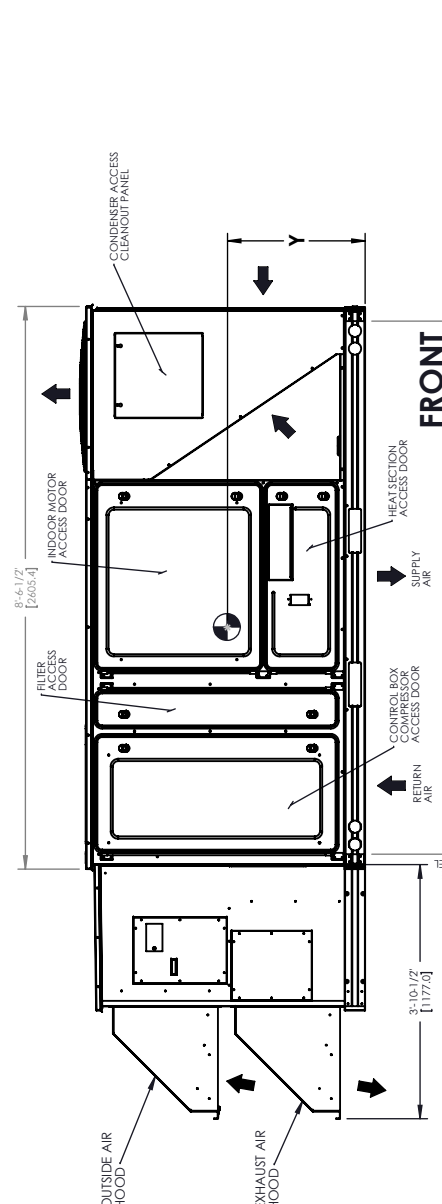 CONDENSER ACCESS
CLEANOUT PANEL
Y
FRONT
8'-6-1/2"
[2605.4]
INDOOR MOTOR
ACCESS DOOR
HEAT SECTION
ACCESS DOOR
SUPPLY
AIR
FILTER
ACCESS
DOOR
CONTROL BOX
COMPRESSOR
ACCESS DOOR
RETURN
AIR
3'-10-1/2"
[1177.0]
OUTSIDE AIR
HOOD
EXHAUST AIR
HOOD